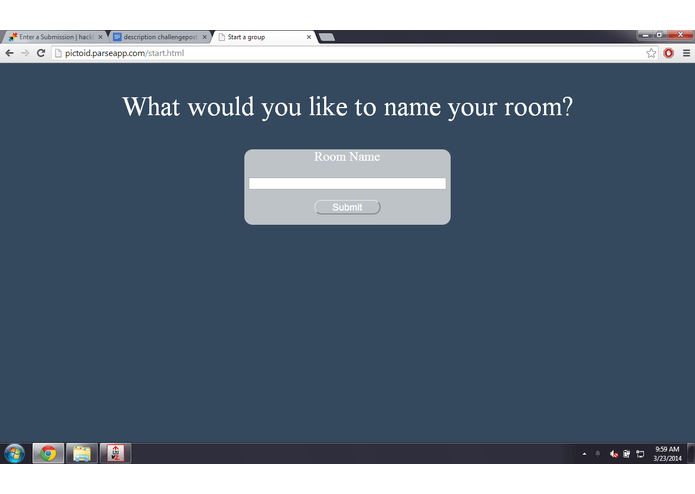 Enter a Submission | hack
description challengepost
Start a group
pictoid.parseapp.com/start.html
What would you like to name your room?
Room Name
Submit
9:59 AM
3/23/2014